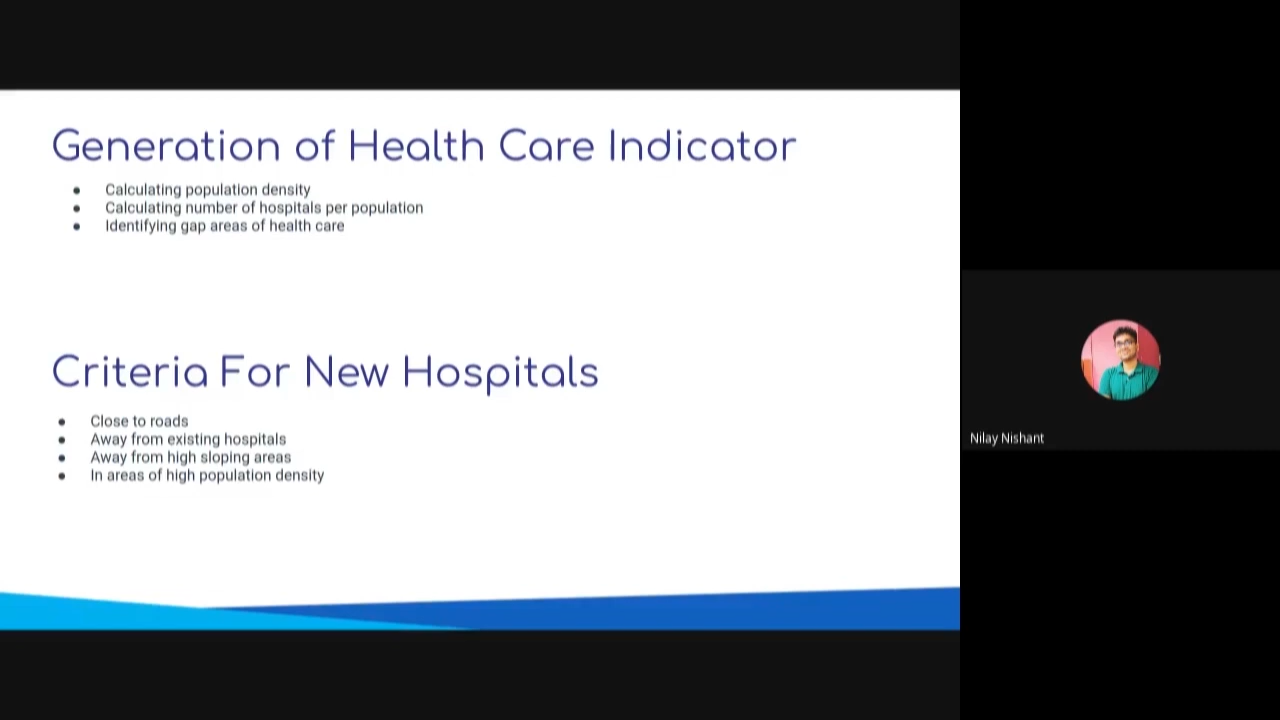 Generation of Health Care Indicator
● Calculating population density
● Calculating number of hospitals per population
● Identifying gap areas of health care
Criteria For New Hospitals
● Close to roads
● Away from existing hospitals
● Away from high sloping areas
● In areas of high population density
Nilay Nishant